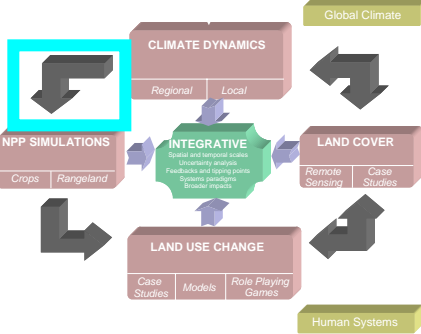 Global Climate
CLIMATE DYNAMICS
Regional
Local
NPP SIMULATIONS
Crops
Rangeland
INTEGRATIVE
Spatial and temporal scales
Uncertainty analysis
Feedbacks and tipping points
Systems paradigms
Broader impacts
LAND COVER
Remote
Sensing
Case
Studies
LAND USE CHANGE
Case
Studies
Models
Role Playing
Games
Human Systems